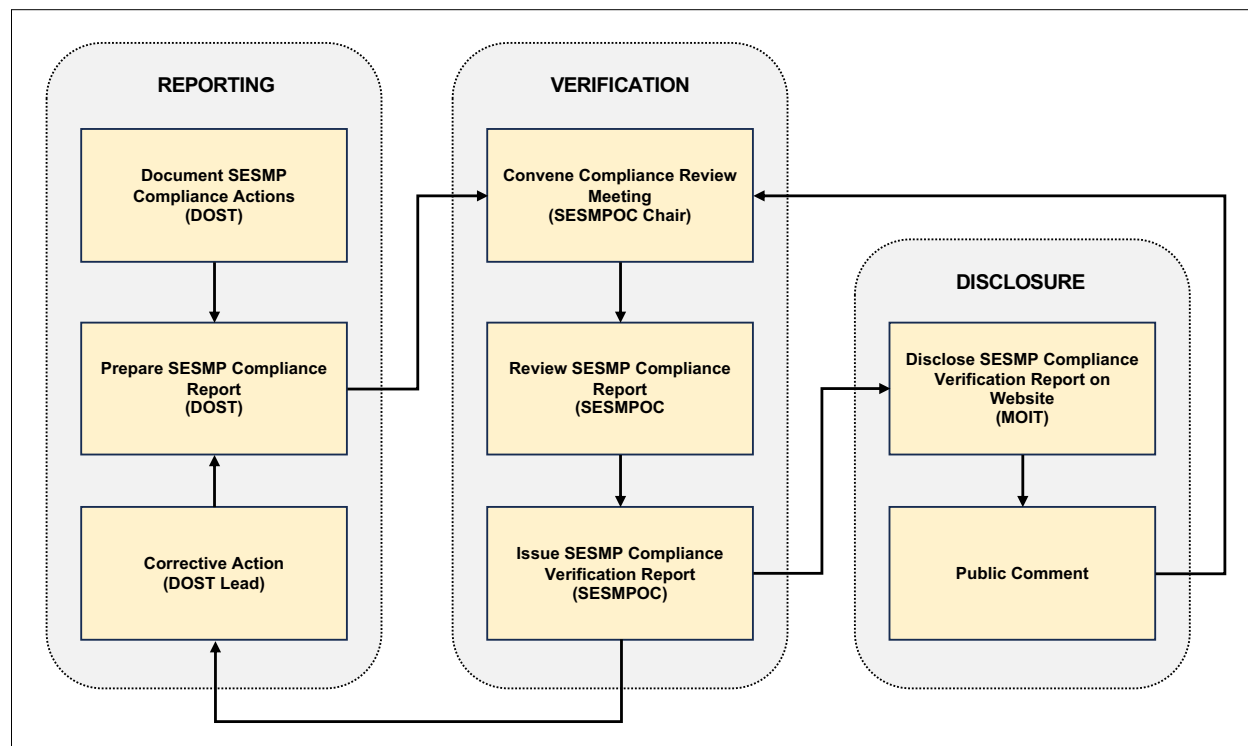 REPORTING
Document SESMP
Compliance Actions
(DOST)
Prepare SESMP Compliance
Report
(DOST)
Corrective Action
(DOST Lead)
VERIFICATION
Convene Compliance Review
Meeting
(SESMPOC Chair)
Review SESMP Compliance
Report
(SESMPOC
Issue SESMP Compliance
Verification Report
(SESMPOC)
DISCLOSURE
Disclose SESMP Compliance
Verification Report on
Website
(MOIT)
Public Comment